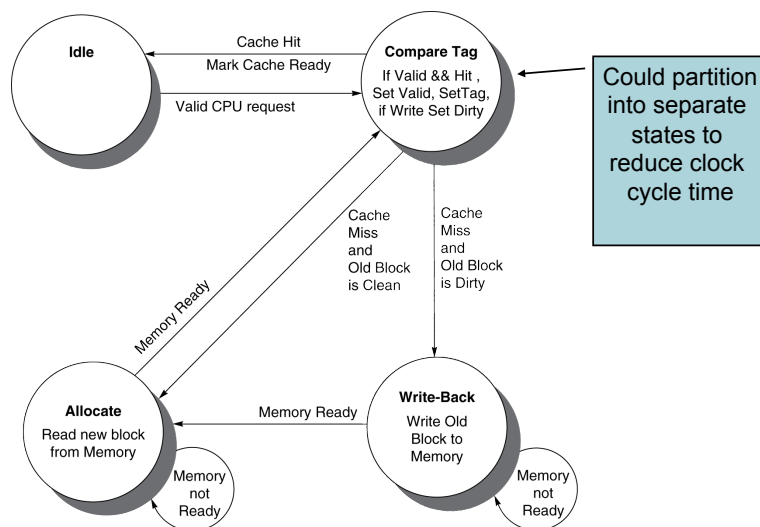 Idle
Cache Hit
Mark Cache Ready
Valid CPU request
Compare Tag
If Valid && Hit ,
Set Valid, SetTag,
if Write Set Dirty
Could partition
into separate
states to
reduce clock
cycle time
Cache
Miss
and
Old Block
is Clean
Cache
Miss
and
Old Block
is Dirty
Memory Ready
Allocate
Read new block
from Memory
Memory Ready
Write-Back
Write Old
Block to
Memory
Memory
not
Ready
Memory
not
Ready